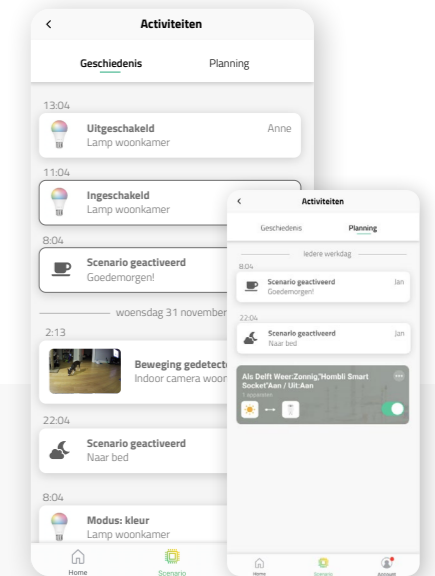 Activiteiten
Geschiedenis Planning
13:04
Uitgeschakeld Anne
Lamp woonkamer
11:04
Ingeschakeld
Lamp woonkamer
8:04
Scenario geactiveerd
Goedemorgen!
woensdag 31 november
2:13
Beweging gedetecte
Indoor camera woor
22:04
Scenario geactiveerd
Naar bed
8:04
Modus: kleur
Lamp woonkamer
Home Scenario
Activiteiten
Geschiedenis Planning
Iedere werkdag
8:04
Scenario geactiveerd Jan
Goedemorgen!
22:04
Scenario geactiveerd Jan
Naar bed
Als Delft Weer:Zonnig,"Hombli Smart
Socket"Aan / Uit:Aan
1 apparaten
Home Scenario Account